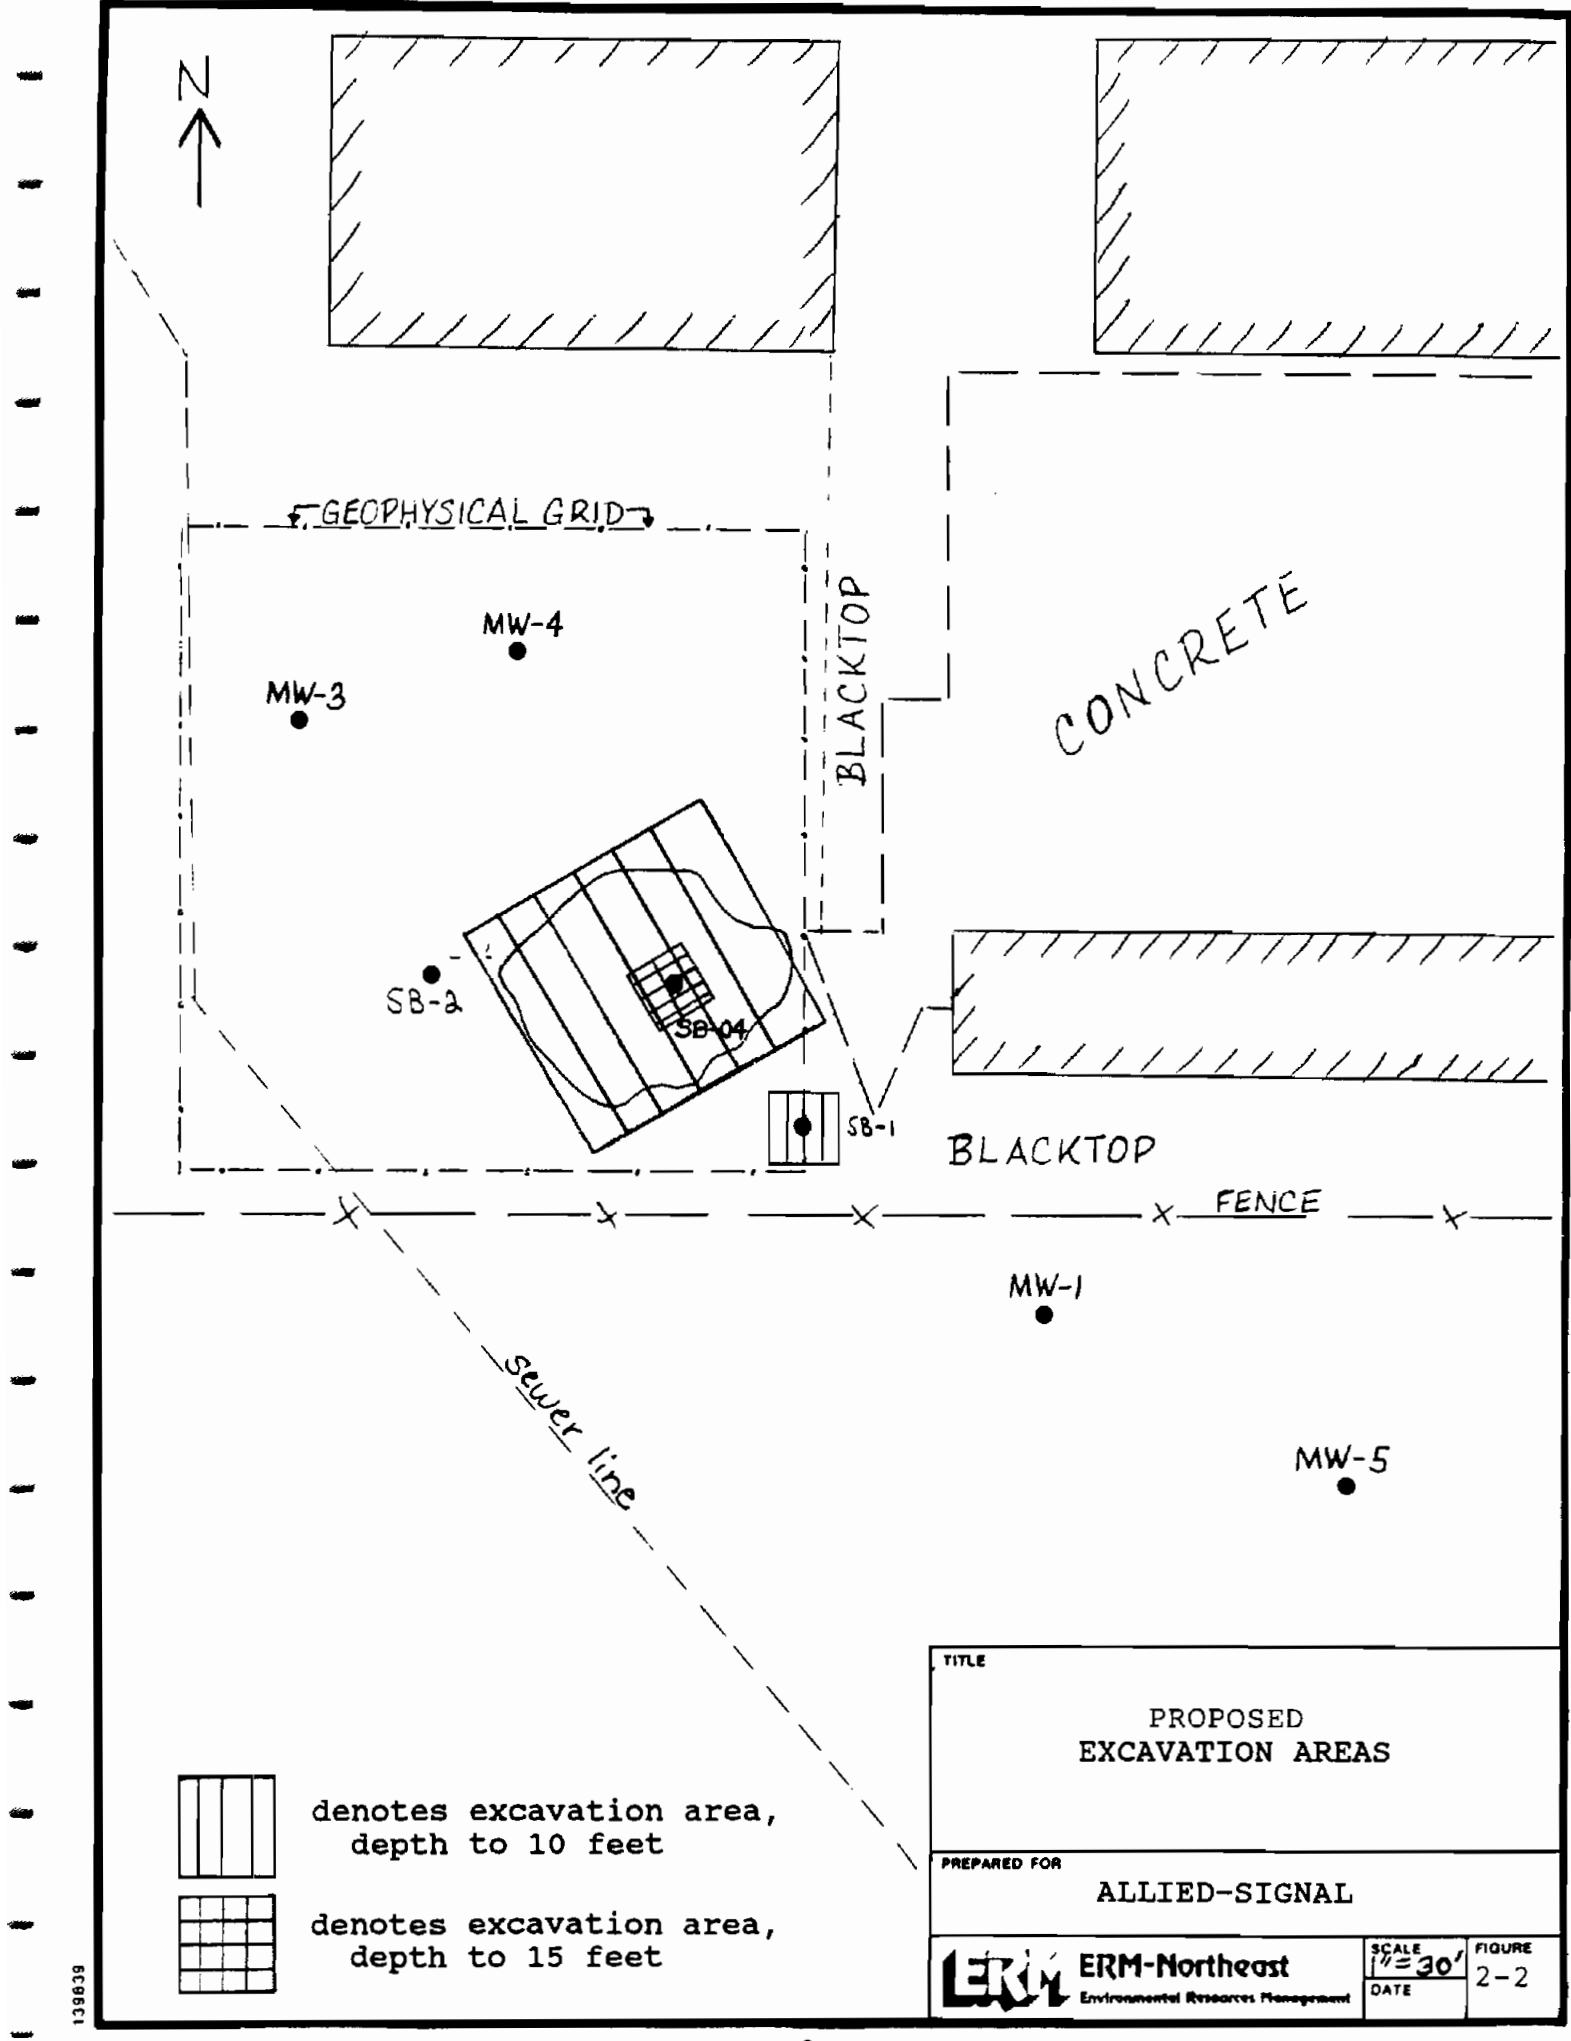 N
GEOPHYSICAL GRID
MW-4
BLACKTOP
CONCRETE
MW-3
SB-2
SB-04
SB-1
BLACKTOP
FENCE
MW-1
sewer line
MW-5
TITLE
PROPOSED
EXCAVATION AREAS
denotes excavation area,
depth to 10 feet
PREPARED FOR
ALLIED-SIGNAL
denotes excavation area,
depth to 15 feet
ERM
ERM-Northeast
Environmental Resources Management
SCALE
1"=30'
DATE
FIGURE
2-2
139839